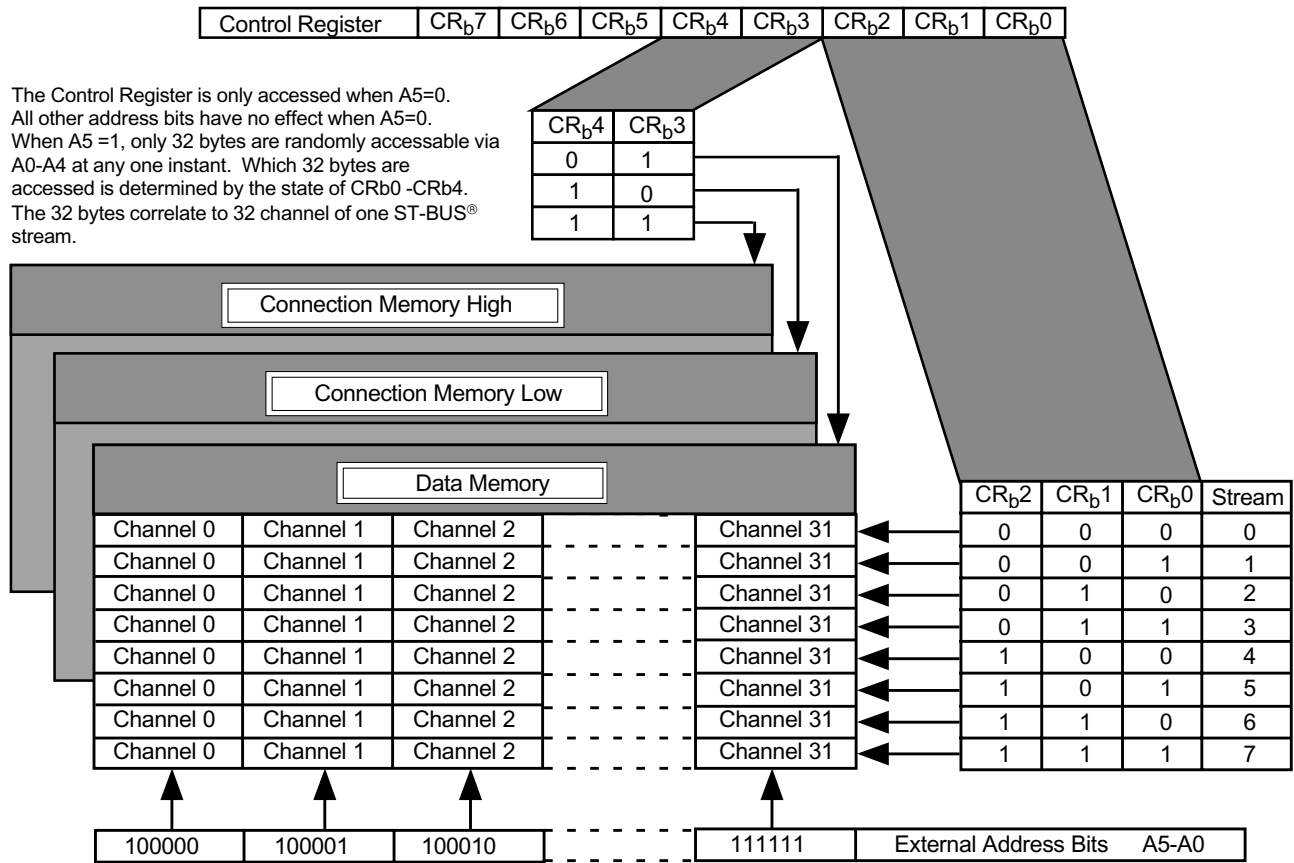 Control Register CRb7 CRb6 CRb5 CRb4 CRb3 CRb2 CRb1 CRb0
The Control Register is only accessed when A5=0.
All other address bits have no effect when A5=0.
When A5 =1, only 32 bytes are randomly accessable via
A0-A4 at any one instant. Which 32 bytes are
accessed is determined by the state of CRb0 -CRb4.
The 32 bytes correlate to 32 channel of one ST-BUS®
stream.
CRb4 CRb3
0 1
1 0
1 1
Connection Memory High
Connection Memory Low
Data Memory
CRb2 CRb1 CRb0 Stream
Channel 0 Channel 1 Channel 2 Channel 31 0 0 0 0
Channel 0 Channel 1 Channel 2 Channel 31 0 0 1 1
Channel 0 Channel 1 Channel 2 Channel 31 0 1 0 2
Channel 0 Channel 1 Channel 2 Channel 31 0 1 1 3
Channel 0 Channel 1 Channel 2 Channel 31 1 0 0 4
Channel 0 Channel 1 Channel 2 Channel 31 1 0 1 5
Channel 0 Channel 1 Channel 2 Channel 31 1 1 0 6
Channel 0 Channel 1 Channel 2 Channel 31 1 1 1 7
100000 100001 100010 111111 External Address Bits A5-A0